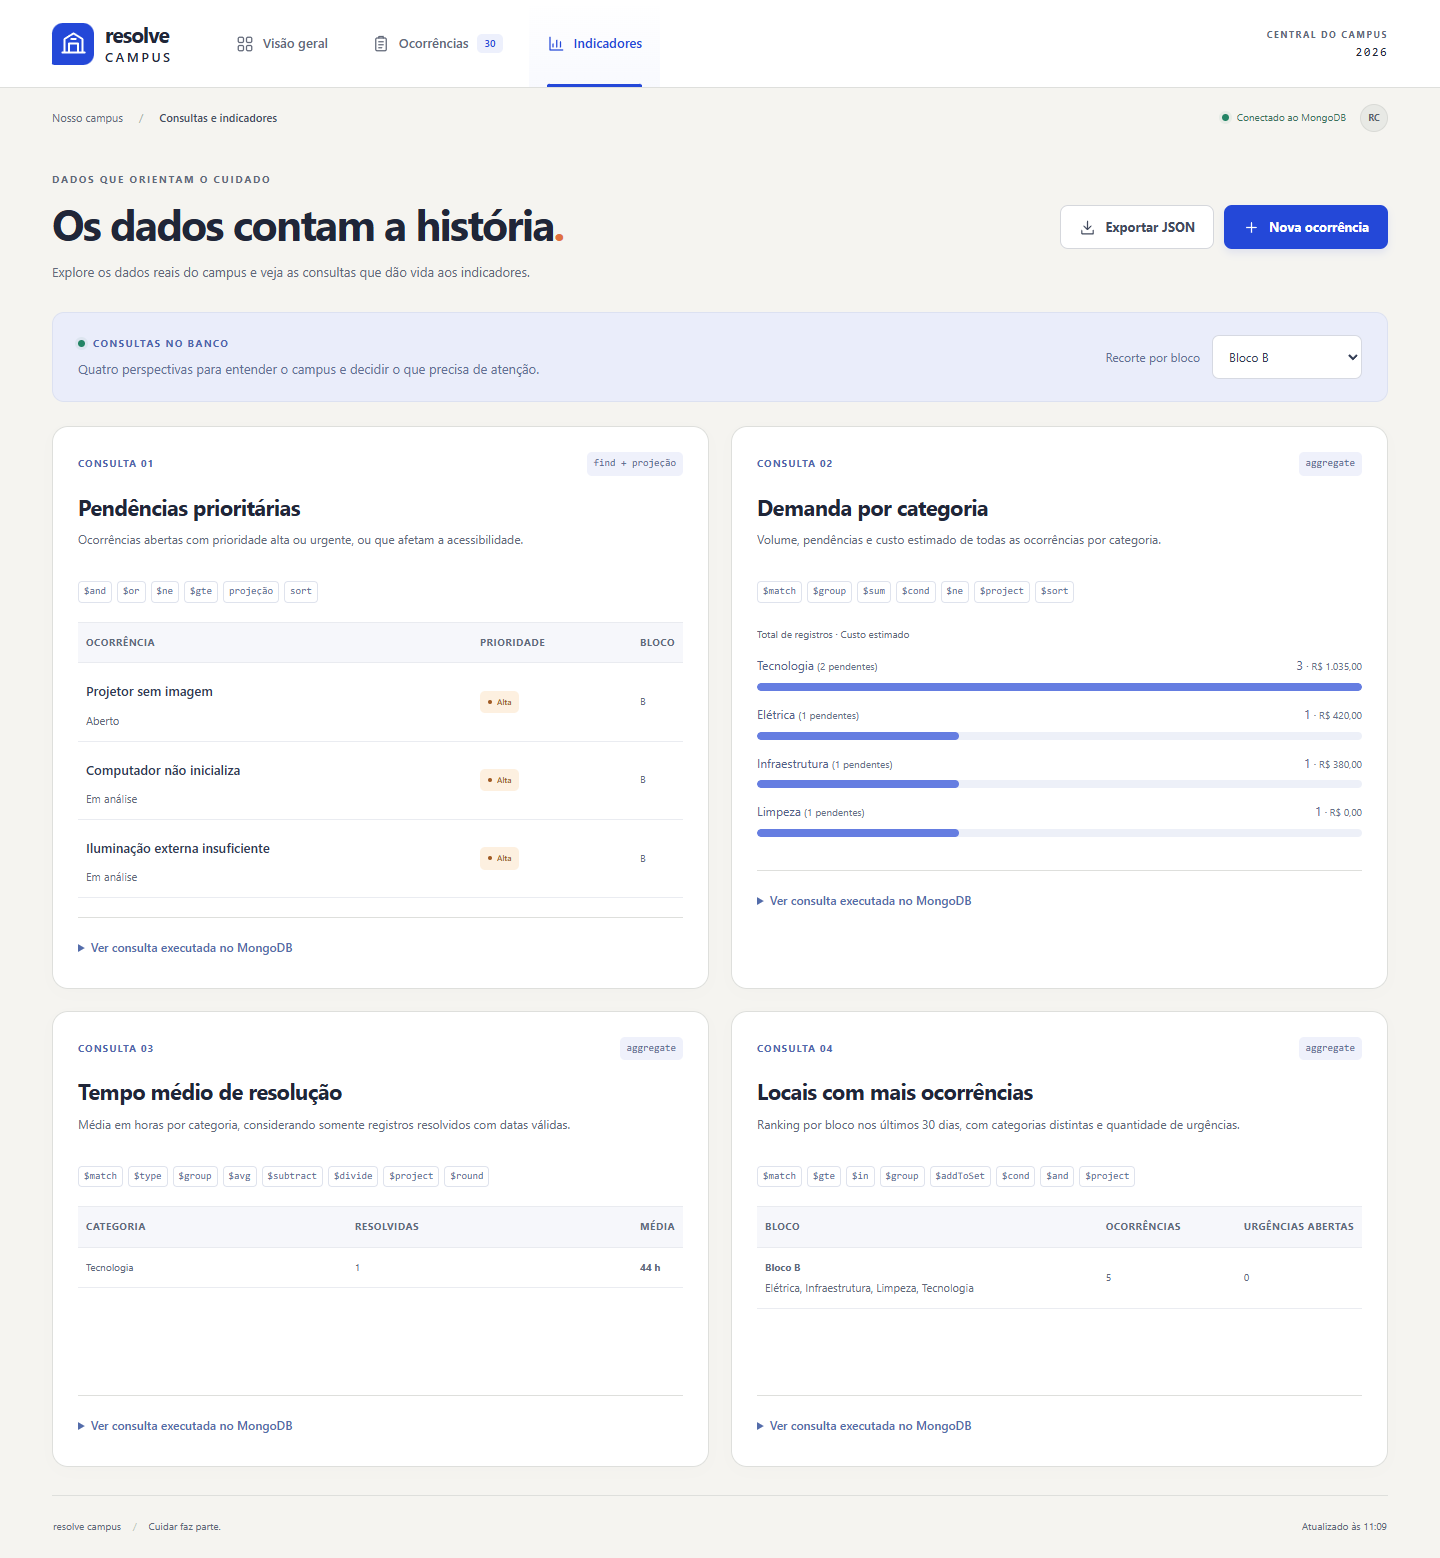 resolve
CAMPUS
Visão geral
Ocorrências 30
Indicadores
CENTRAL DO CAMPUS
2026
Nosso campus / Consultas e indicadores
Conectado ao MongoDB
RC
DADOS QUE ORIENTAM O CUIDADO
Os dados contam a história.
Exportar JSON
Nova ocorrência
Explore os dados reais do campus e veja as consultas que dão vida aos indicadores.
CONSULTAS NO BANCO
Quatro perspectivas para entender o campus e decidir o que precisa de atenção.
Recorte por bloco
Bloco B
CONSULTA 01
find + projeção
Pendências prioritárias
Ocorrências abertas com prioridade alta ou urgente, ou que afetam a acessibilidade.
$and $or $ne $gte projeção sort
OCORRÊNCIA PRIORIDADE BLOCO
Projetor sem imagem
Aberto
Alta
B
Computador não inicializa
Em análise
Alta
B
Iluminação externa insuficiente
Em análise
Alta
B
Ver consulta executada no MongoDB
CONSULTA 02
aggregate
Demanda por categoria
Volume, pendências e custo estimado de todas as ocorrências por categoria.
$match $group $sum $cond $ne $project $sort
Total de registros · Custo estimado
Tecnologia (2 pendentes) 3 · R$ 1.035,00
Elétrica (1 pendentes) 1 · R$ 420,00
Infraestrutura (1 pendentes) 1 · R$ 380,00
Limpeza (1 pendentes) 1 · R$ 0,00
Ver consulta executada no MongoDB
CONSULTA 03
aggregate
Tempo médio de resolução
Média em horas por categoria, considerando somente registros resolvidos com datas válidas.
$match $type $group $avg $subtract $divide $project $round
CATEGORIA RESOLVIDAS MÉDIA
Tecnologia 1 44 h
Ver consulta executada no MongoDB
CONSULTA 04
aggregate
Locais com mais ocorrências
Ranking por bloco nos últimos 30 dias, com categorias distintas e quantidade de urgências.
$match $gte $in $group $addToSet $cond $and $project
BLOCO OCORRÊNCIAS URGÊNCIAS ABERTAS
Bloco B
Elétrica, Infraestrutura, Limpeza, Tecnologia
5
0
Ver consulta executada no MongoDB
resolve campus / Cuidar faz parte.
Atualizado às 11:09